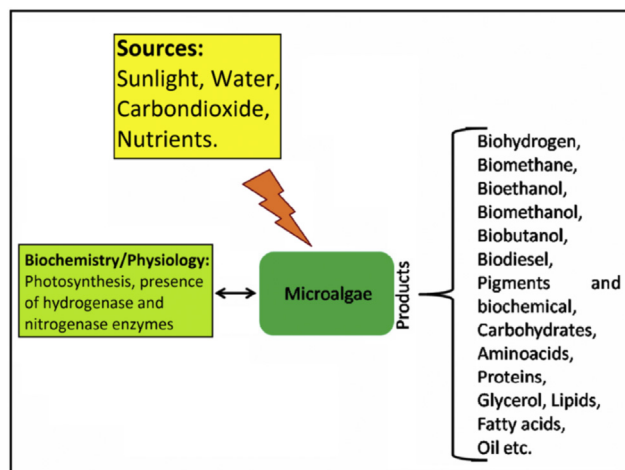 Sources:
Sunlight, Water,
Carbondioxide,
Nutrients.
Biochemistry/Physiology:
Photosynthesis, presence
of hydrogenase and
nitrogenase enzymes
Microalgae
Products
Biohydrogen,
Biomethane,
Bioethanol,
Biomethanol,
Biobutanol,
Biodiesel,
Pigments and
biochemical,
Carbohydrates,
Aminoacids,
Proteins,
Glycerol, Lipids,
Fatty acids,
Oil etc.